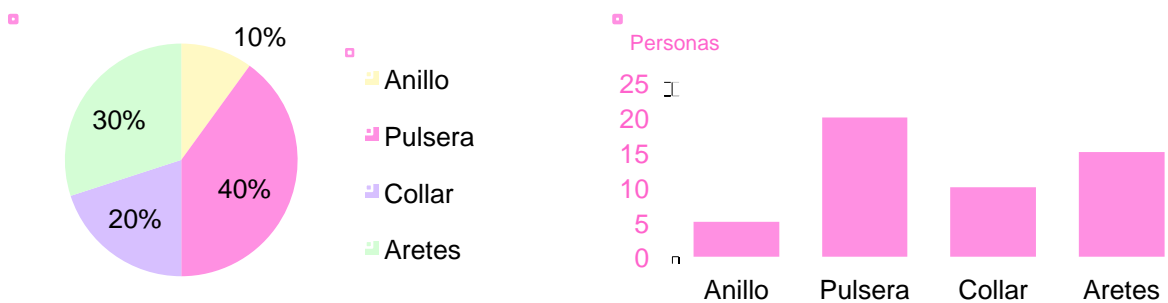 10%
30%
40%
20%
Anillo
Pulsera
Collar
Aretes
Personas
25
20
15
10
5
0
Anillo Pulsera Collar Aretes